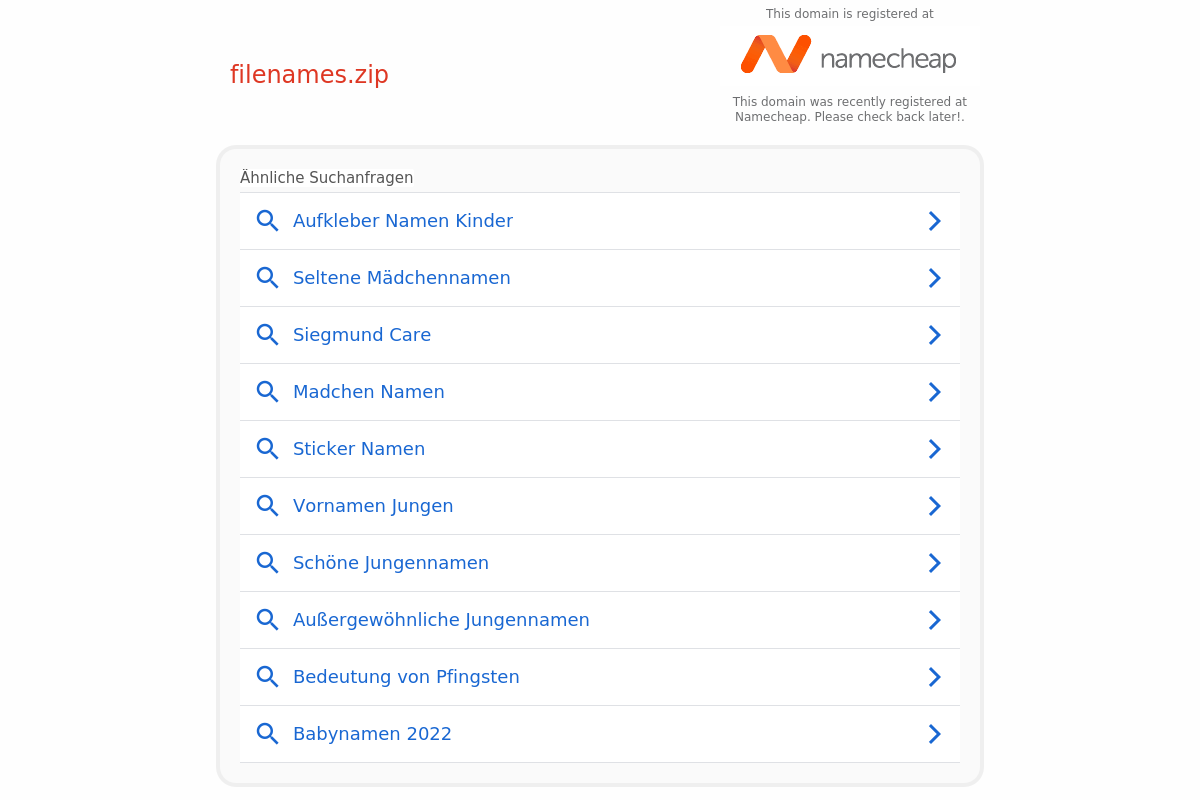 This domain is registered at
namecheap
filenames.zip
This domain was recently registered at
Namecheap. Please check back later!.
Ähnliche Suchanfragen
Aufkleber Namen Kinder
Seltene Mädchennamen
Siegmund Care
Madchen Namen
Sticker Namen
Vornamen Jungen
Schöne Jungennamen
Außergewöhnliche Jungennamen
Bedeutung von Pfingsten
Babynamen 2022